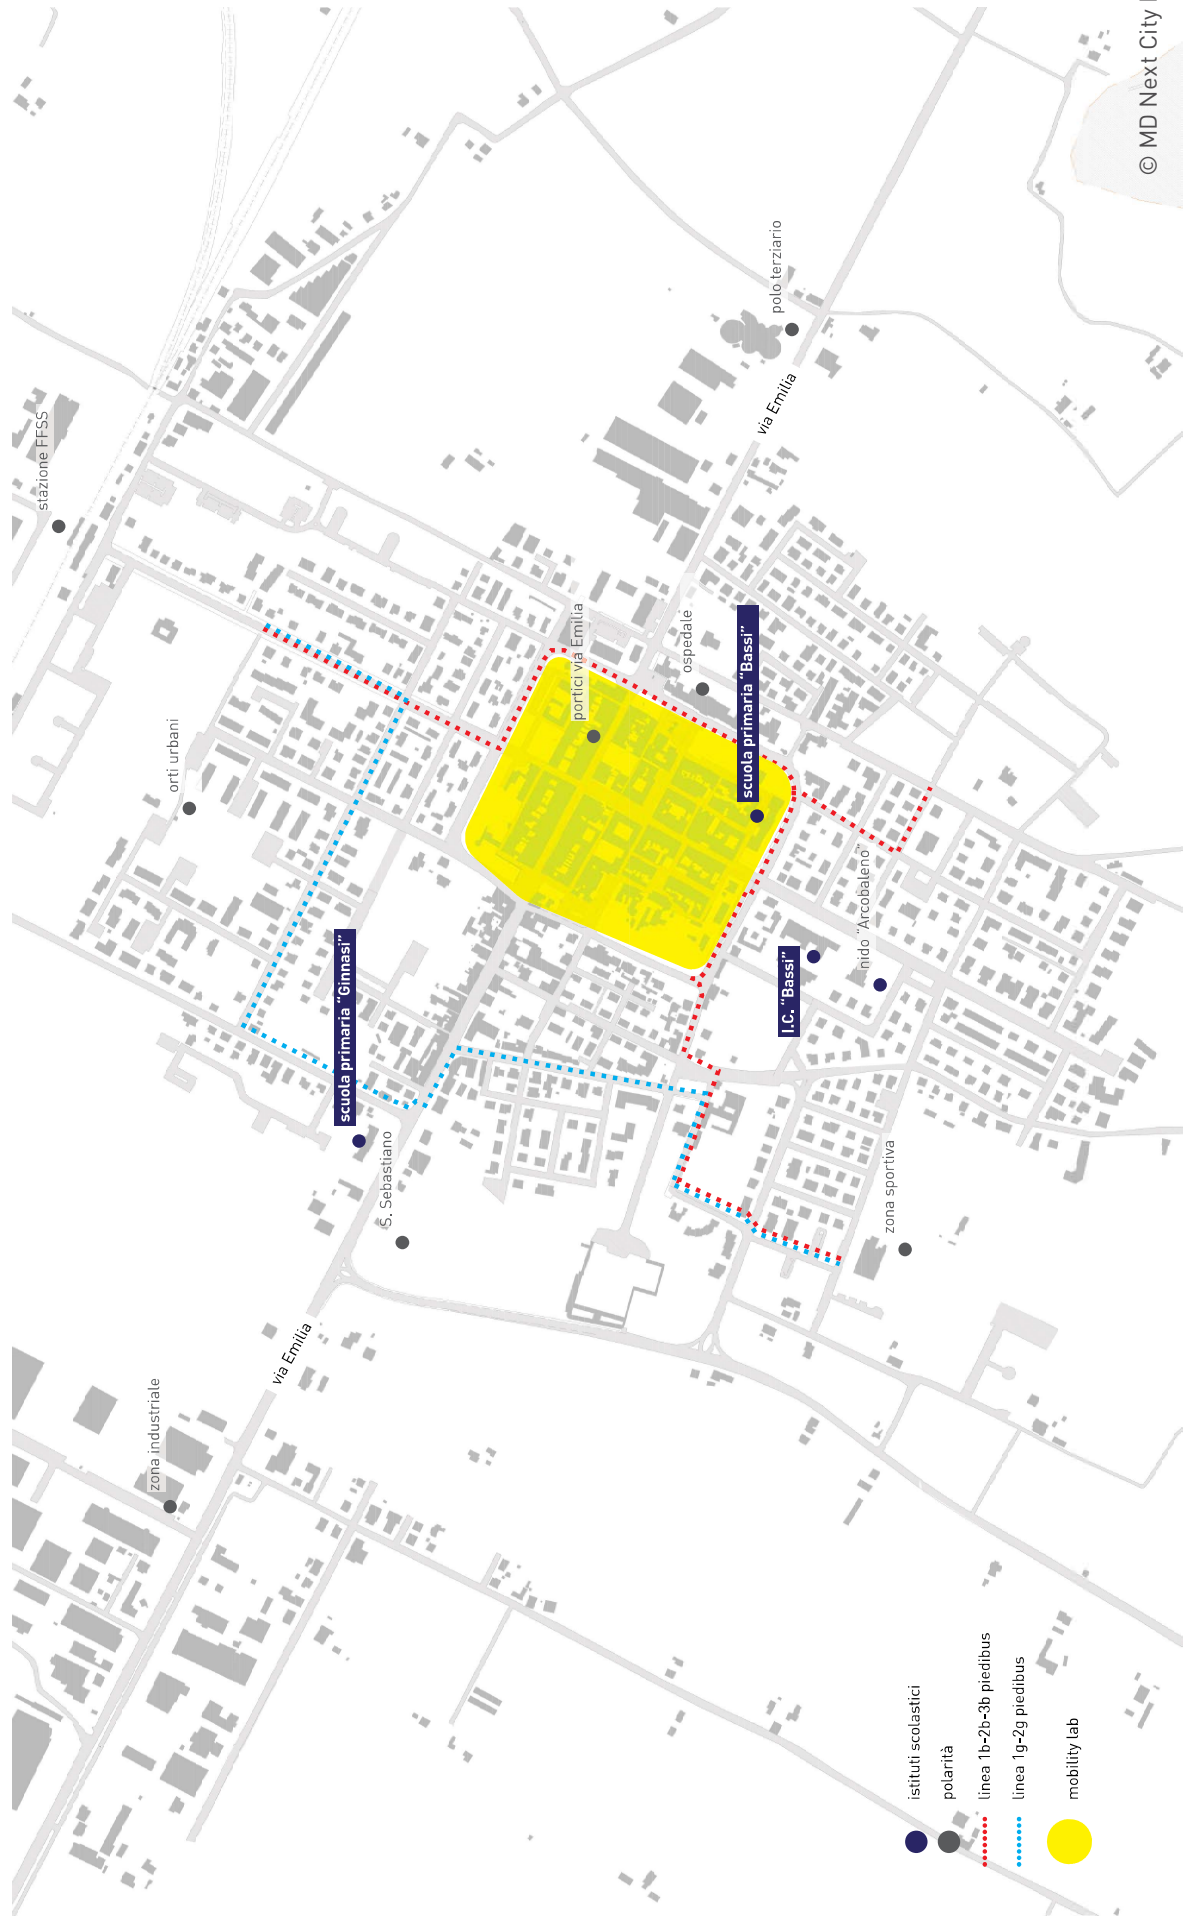 stazione FFSS
orti urbani
zona industriale
via Emilia
scuola primaria “Ginnasi”
S. Sebastiano
portici via Emilia
ospedale
scuola primaria “Bassi”
polo terziario
via Emilia
I.C. “Bassi”
nido “Arcobaleno”
zona sportiva
istituti scolastici
polarità
linea 1b-2b-3b piedibus
linea 1g-2g piedibus
mobility lab
© MD Next City